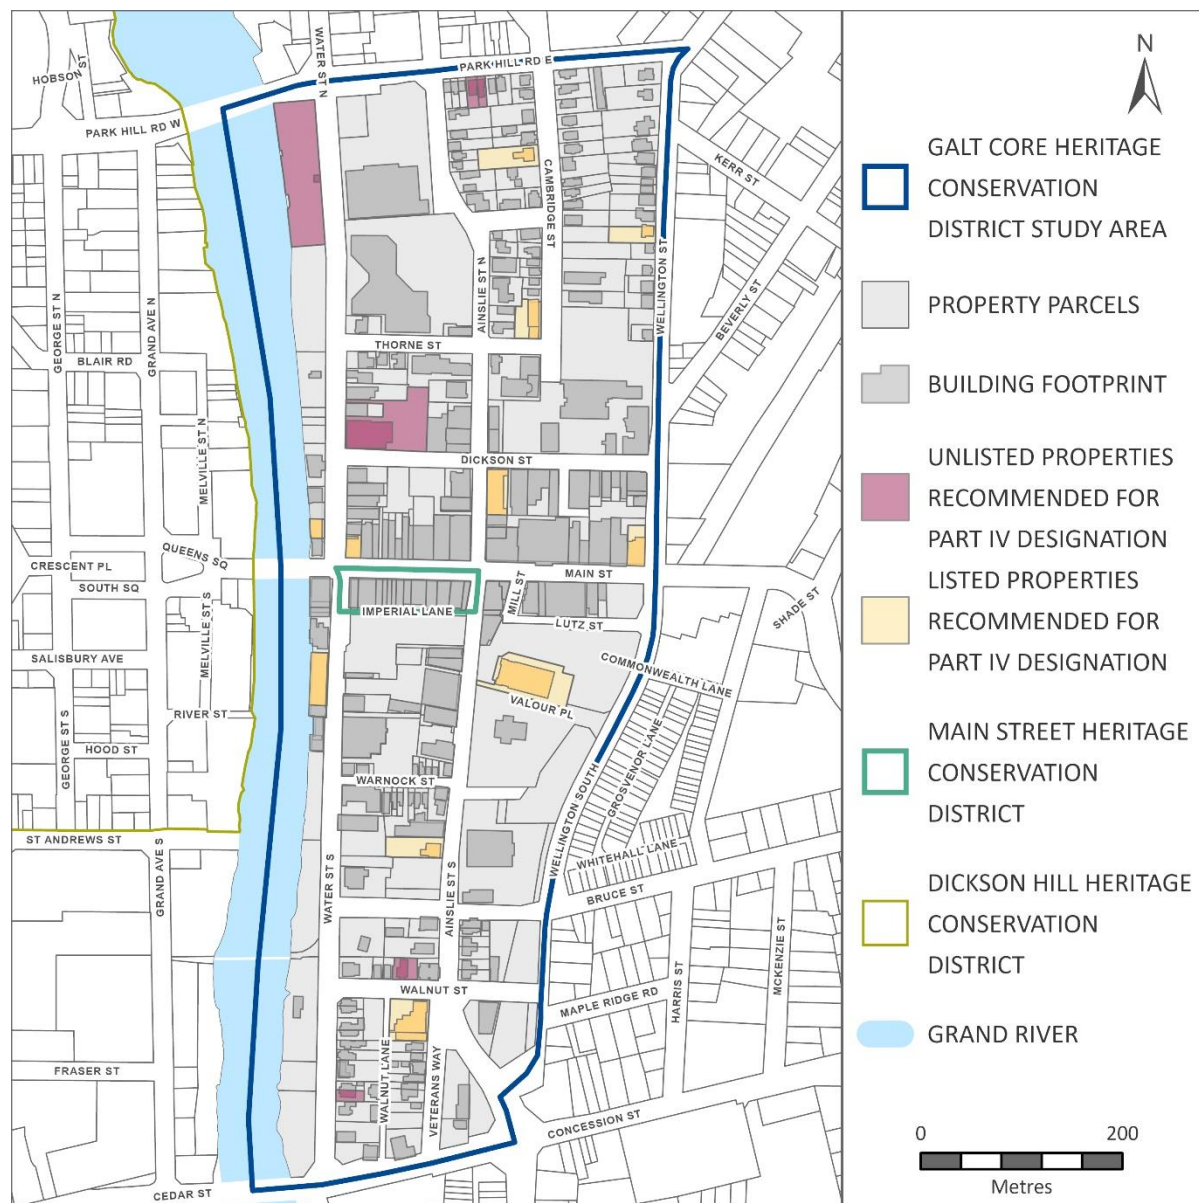 HOBSON ST
WATER ST N
PARK HILL RD E
PARK HILL RD W
CAMBRIDGE ST
KERR ST
WELLINGTON ST
BEVERLY ST
AINSLIE ST N
GEORGE ST N
GRAND AVE N
BLAIR RD
THORNE ST
MELVILLE ST N
DICKSON ST
QUEENS SQ
CRESCENT PL
SOUTH SQ
MAIN ST
MILL ST
IMPERIAL LANE
LUTZ ST
SHADE ST
MELVILLE ST S
SALISBURY AVE
COMMONWEALTH LANE
VALOUR PL
RIVER ST
GEORGE ST S
HOOD ST
GROSVENOR LANE
WARNOCK ST
WELLINGTON SOUTH
ST ANDREWS ST
GRAND AVE S
WATER ST S
AINSLIE ST S
WHITEHALL LANE
BRUCE ST
MCKENZIE ST
HARRIS ST
WALNUT ST
MAPLE RIDGE RD
FRASER ST
WALNUT LANE
VETERANS WAY
CONCESSION ST
CEDAR ST
N
GALT CORE HERITAGE
CONSERVATION
DISTRICT STUDY AREA
PROPERTY PARCELS
BUILDING FOOTPRINT
UNLISTED PROPERTIES
RECOMMENDED FOR
PART IV DESIGNATION
LISTED PROPERTIES
RECOMMENDED FOR
PART IV DESIGNATION
MAIN STREET HERITAGE
CONSERVATION
DISTRICT
DICKSON HILL HERITAGE
CONSERVATION
DISTRICT
GRAND RIVER
0 200
Metres